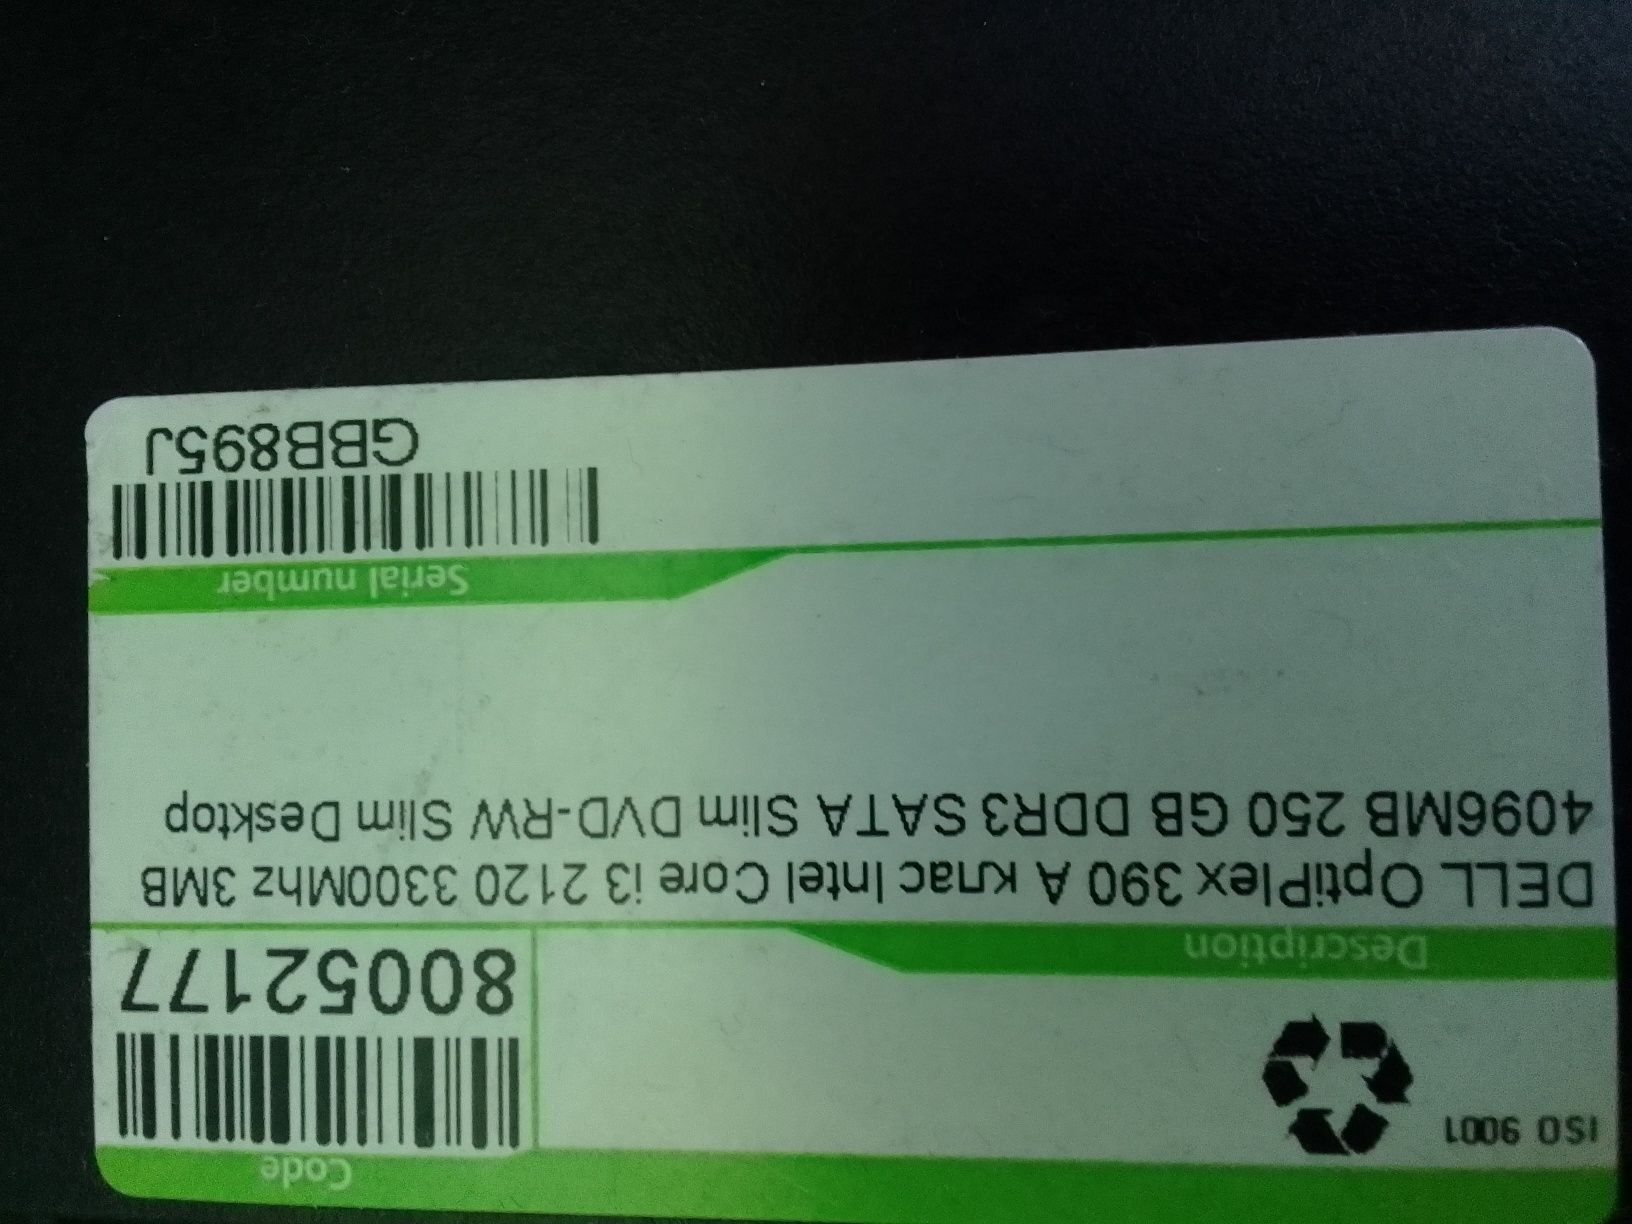 Code
ISO 9001
80052177
Description
DELL OptiPlex 390 А клас Intel Core i3 2120 3300Mhz 3MB
4096MB 250 GB DDR3 SATA Slim DVD-RW Slim Desktop
Serial number
GBB895J